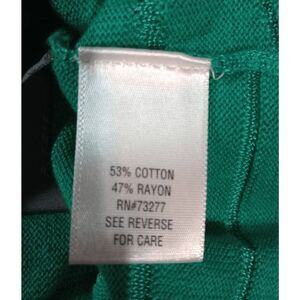 53% COTTON
47% RAYON
RN#73277
SEE REVERSE
FOR CARE